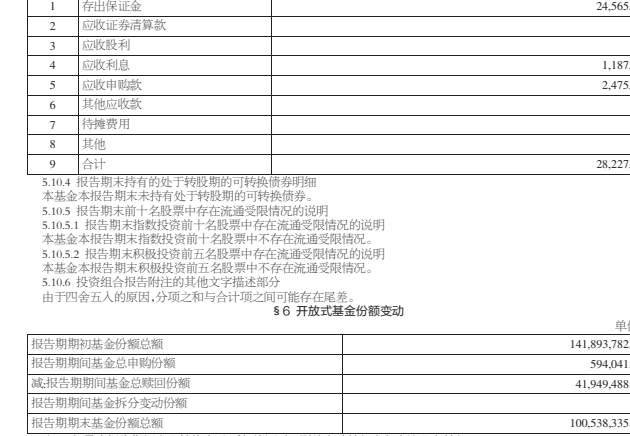 1 存出保证金 24,565.
2 应收证券清算款
3 应收股利
4 应收利息 1,187.
5 应收申购款 2,475.
6 其他应收款
7 待摊费用
8 其他
9 合计 28,227.
5.10.4 报告期末持有的处于转股期的可转换债券明细
本基金本报告期末未持有处于转股期的可转换债券。
5.10.5 报告期末前十名股票中存在流通受限情况的说明
5.10.5.1 报告期末指数投资前十名股票中存在流通受限情况的说明
本基金本报告期末指数投资前十名股票中不存在流通受限情况。
5.10.5.2 报告期末积极投资前五名股票中存在流通受限情况的说明
本基金本报告期末积极投资前五名股票中不存在流通受限情况。
5.10.6 投资组合报告附注的其他文字描述部分
由于四舍五入的原因,分项之和与合计项之间可能存在尾差。
§6 开放式基金份额变动
单
报告期期初基金份额总额 141,893,782.
报告期期间基金总申购份额 594,041.
减:报告期期间基金总赎回份额 41,949,488.
报告期期间基金拆分变动份额
报告期期末基金份额总额 100,538,335.